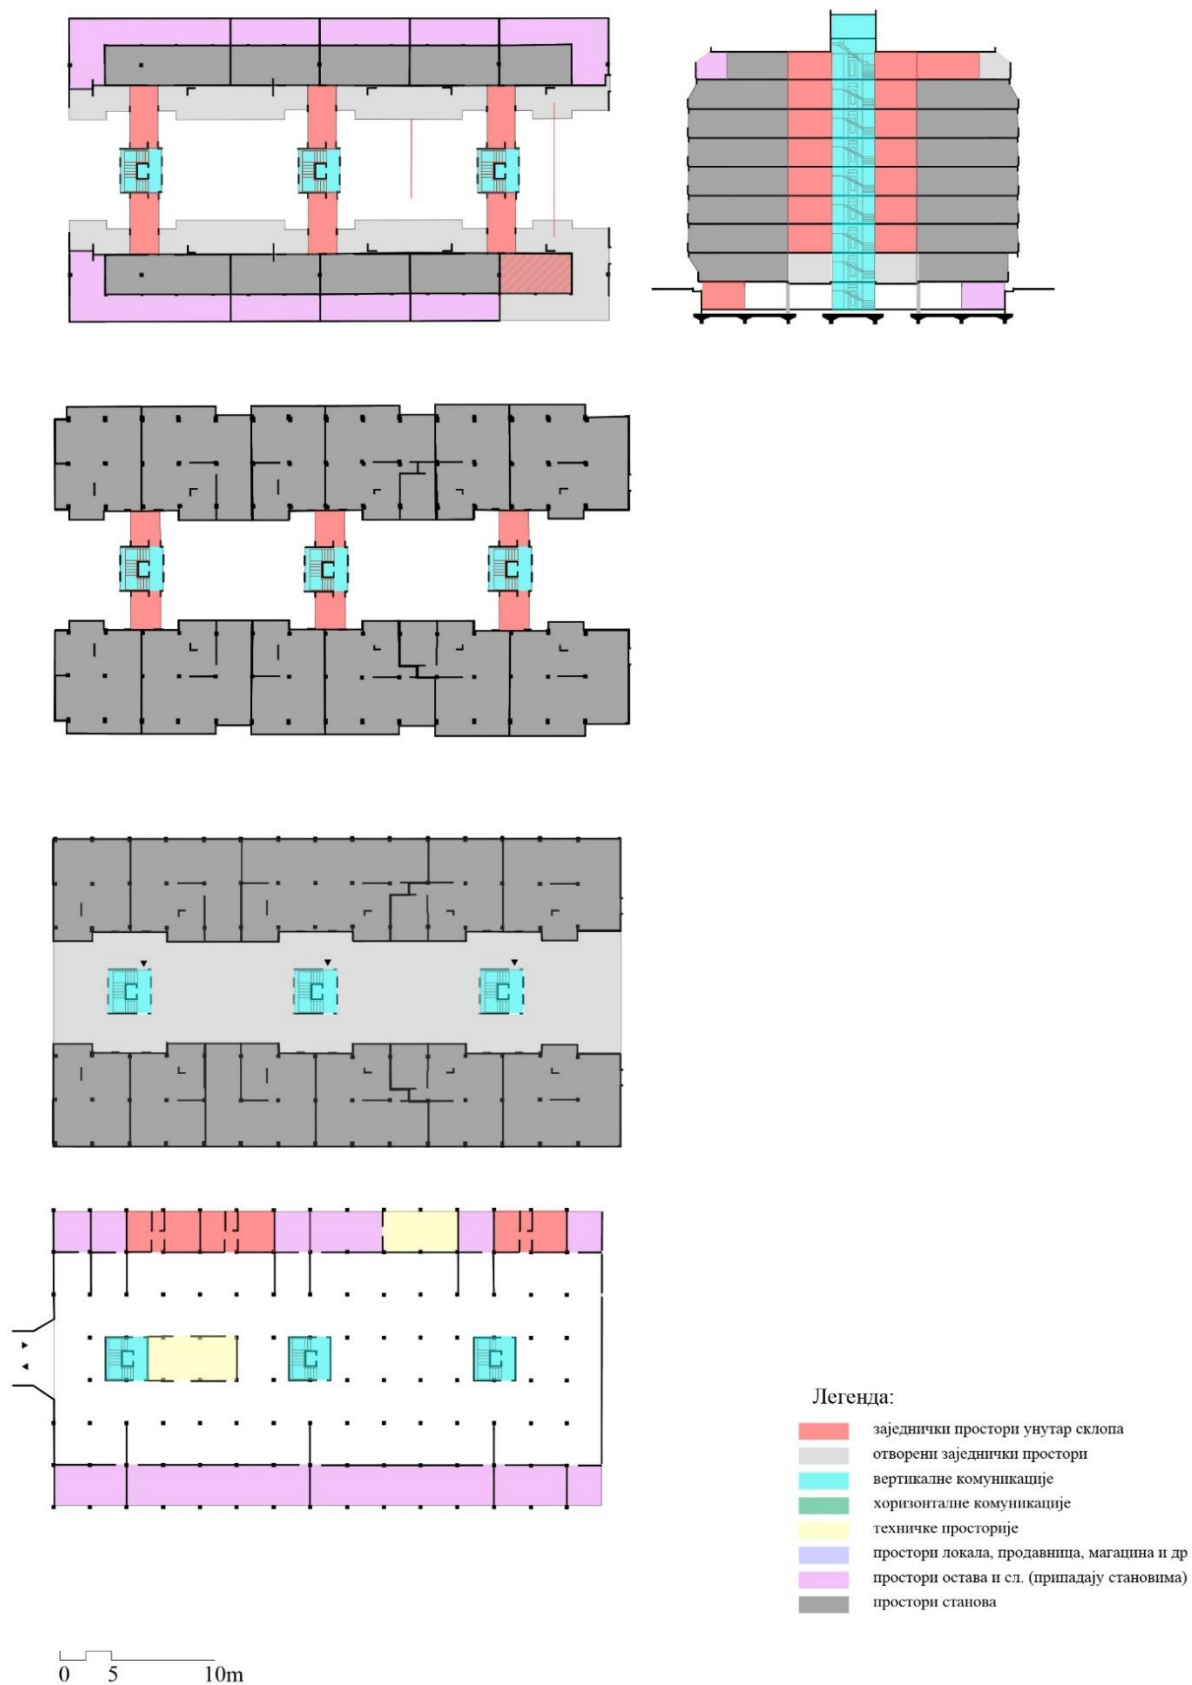 Легенда:
заједнички простори унутар склопа
отворени заједнички простори
вертикалне комуникације
хоризонталне комуникације
техничке просторије
простори локала, продавница, магацина и др
простори остава и сл. (припадају становима)
простори станова
0 5 10m